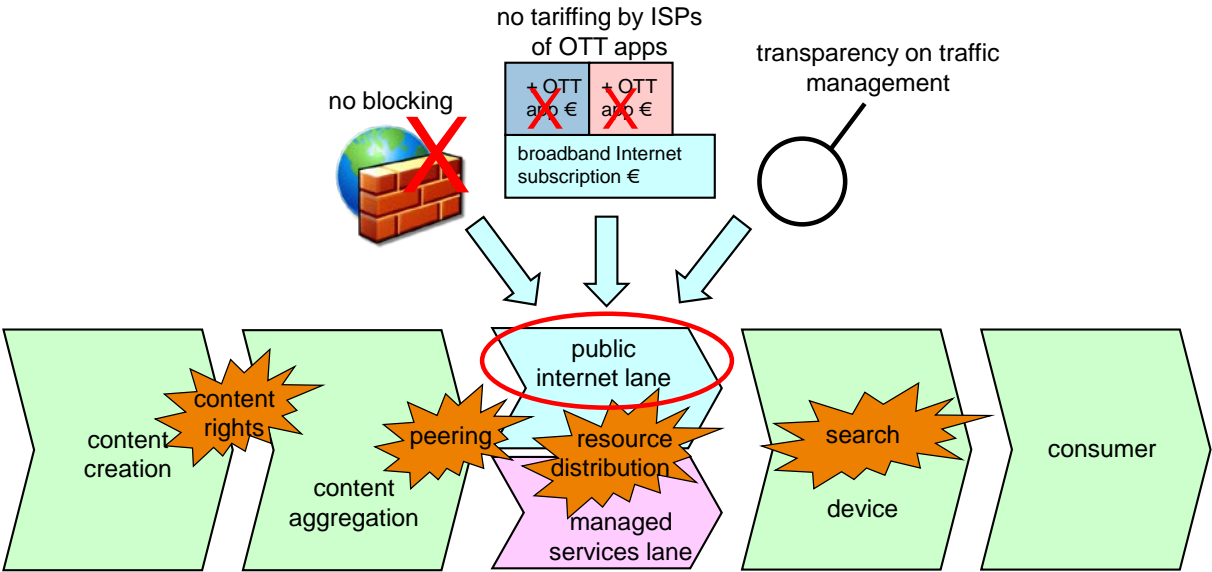 no tariffing by ISPs
of OTT apps
transparency on traffic
management
no blocking
+ OTT
app €
+ OTT
app €
broadband Internet
subscription €
public
internet lane
content
rights
peering
resource
distribution
search
content
creation
content
aggregation
managed
services lane
device
consumer